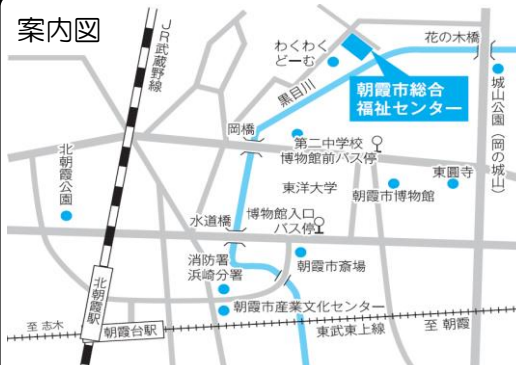 案内図
JR武蔵野線
わくわく
どーむ
花の木橋
黒目川
朝霞市総合
福祉センター
城山公園(岡の城山)
岡橋
第二中学校
博物館前バス停
北朝霞公園
東洋大学
朝霞市博物館
東圓寺
水道橋
博物館入口
バス停
消防署
浜崎分署
朝霞市斎場
北朝霞駅
朝霞市産業文化センター
至 志木
朝霞台駅
東武東上線
至 朝霞